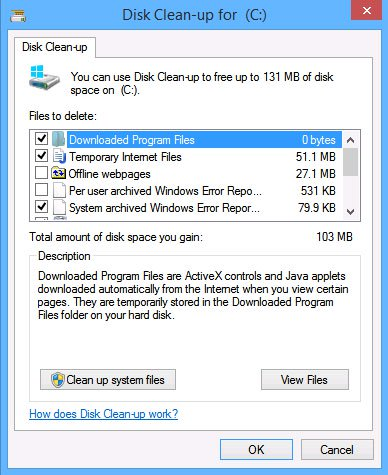 Disk Clean-up for  (C:)
Disk Clean-up
You can use Disk Clean-up to free up to 131 MB of disk
space on  (C:).
Files to delete:
Downloaded Program Files 0 bytes
Temporary Internet Files 51.1 MB
Offline webpages 27.1 MB
Per user archived Windows Error Repo... 531 KB
System archived Windows Error Repor... 79.9 KB
Total amount of disk space you gain: 103 MB
Description
Downloaded Program Files are ActiveX controls and Java applets
downloaded automatically from the Internet when you view certain
pages. They are temporarily stored in the Downloaded Program
Files folder on your hard disk.
Clean up system files View Files
How does Disk Clean-up work?
OK Cancel